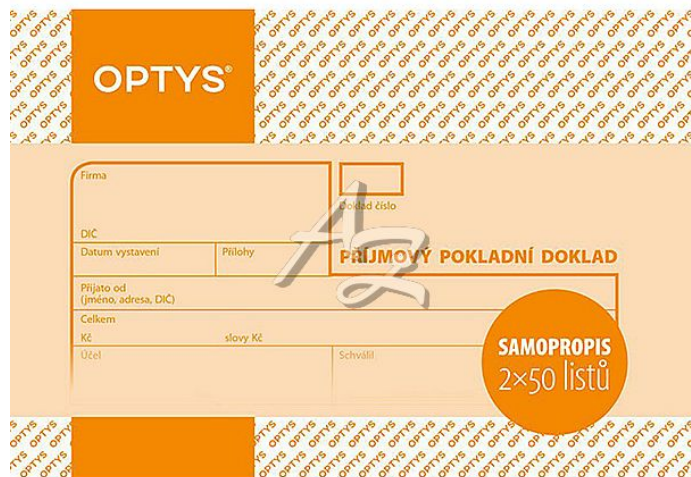 OPTYS®
Firma
Doklad číslo
DIČ
Datum vystavení
Přílohy
PŘÍJMOVÝ POKLADNÍ DOKLAD
Přijato od
(jméno, adresa, DIČ)
Celkem
Kč
slovy Kč
SAMOPROPIS
2×50 listů
Účel
Schválil
AZ